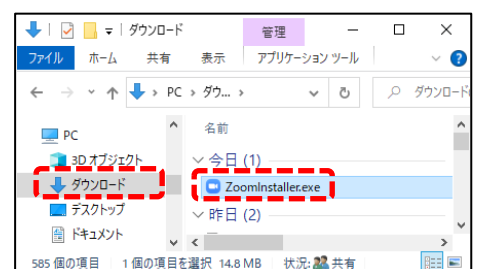 ダウンロード 管理
ファイル ホーム 共有 表示 アプリケーション ツール
PC ダウ... ダウンロード
PC 名前
3D オブジェクト 今日 (1)
ダウンロード ZoomInstaller.exe
デスクトップ 昨日 (2)
ドキュメント
585 個の項目 1 個の項目を選択 14.8 MB 状況: 共有